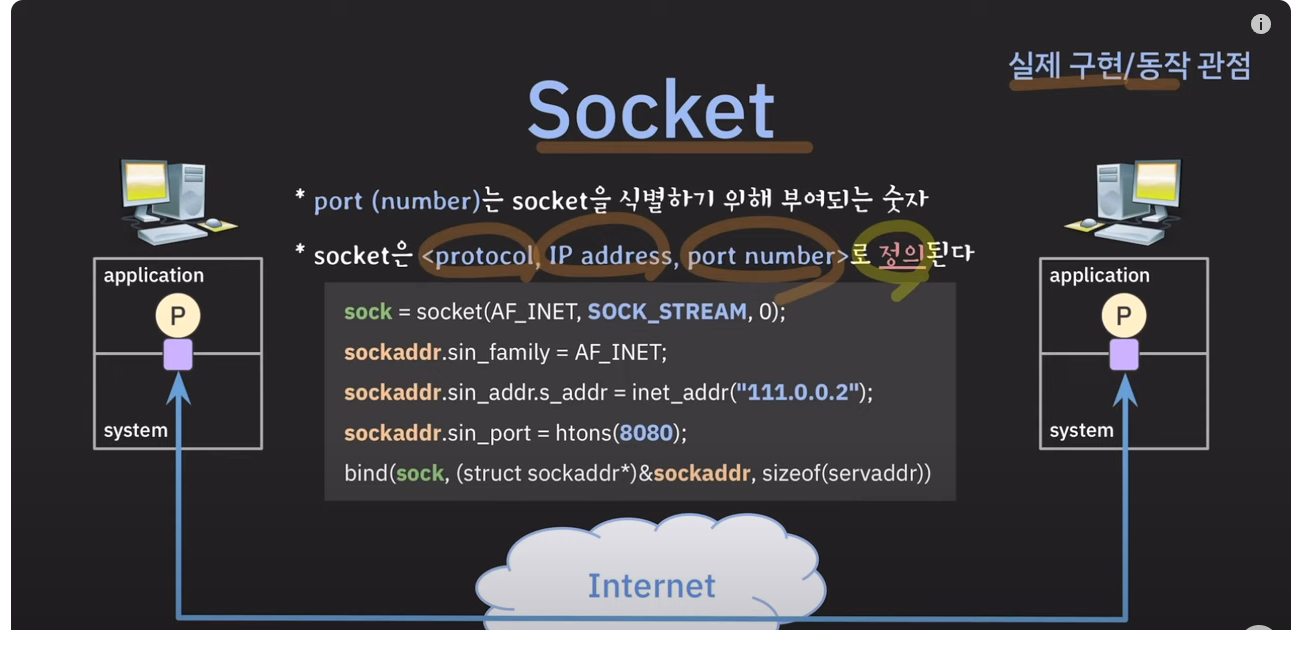 실제 구현/동작 관점
Socket
* port (number)는 socket을 식별하기 위해 부여되는 숫자
* socket은 <protocol, IP address, port number>로 정의된다
application
P
system
sock = socket(AF_INET, SOCK_STREAM, 0);
sockaddr.sin_family = AF_INET;
sockaddr.sin_addr.s_addr = inet_addr("111.0.0.2");
sockaddr.sin_port = htons(8080);
bind(sock, (struct sockaddr*)&sockaddr, sizeof(servaddr))
application
P
system
Internet